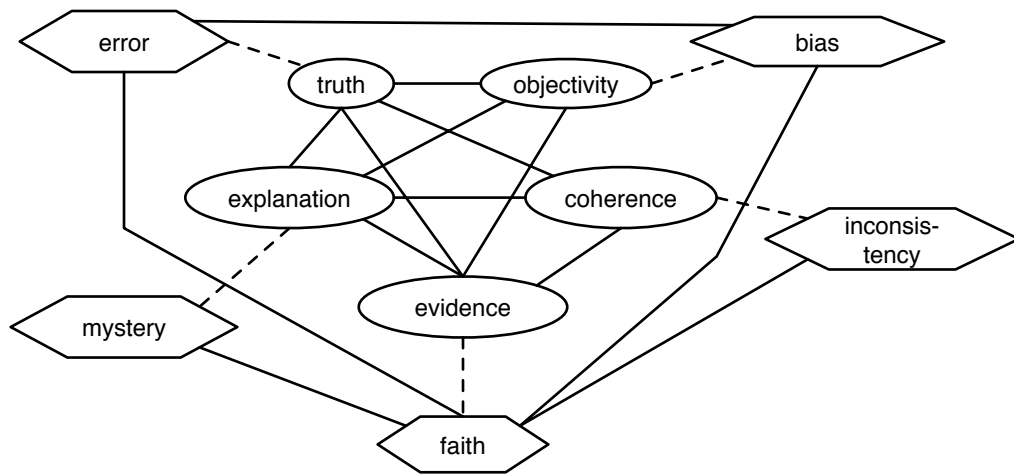 error
bias
truth
objectivity
explanation
coherence
inconsis-
tency
evidence
mystery
faith